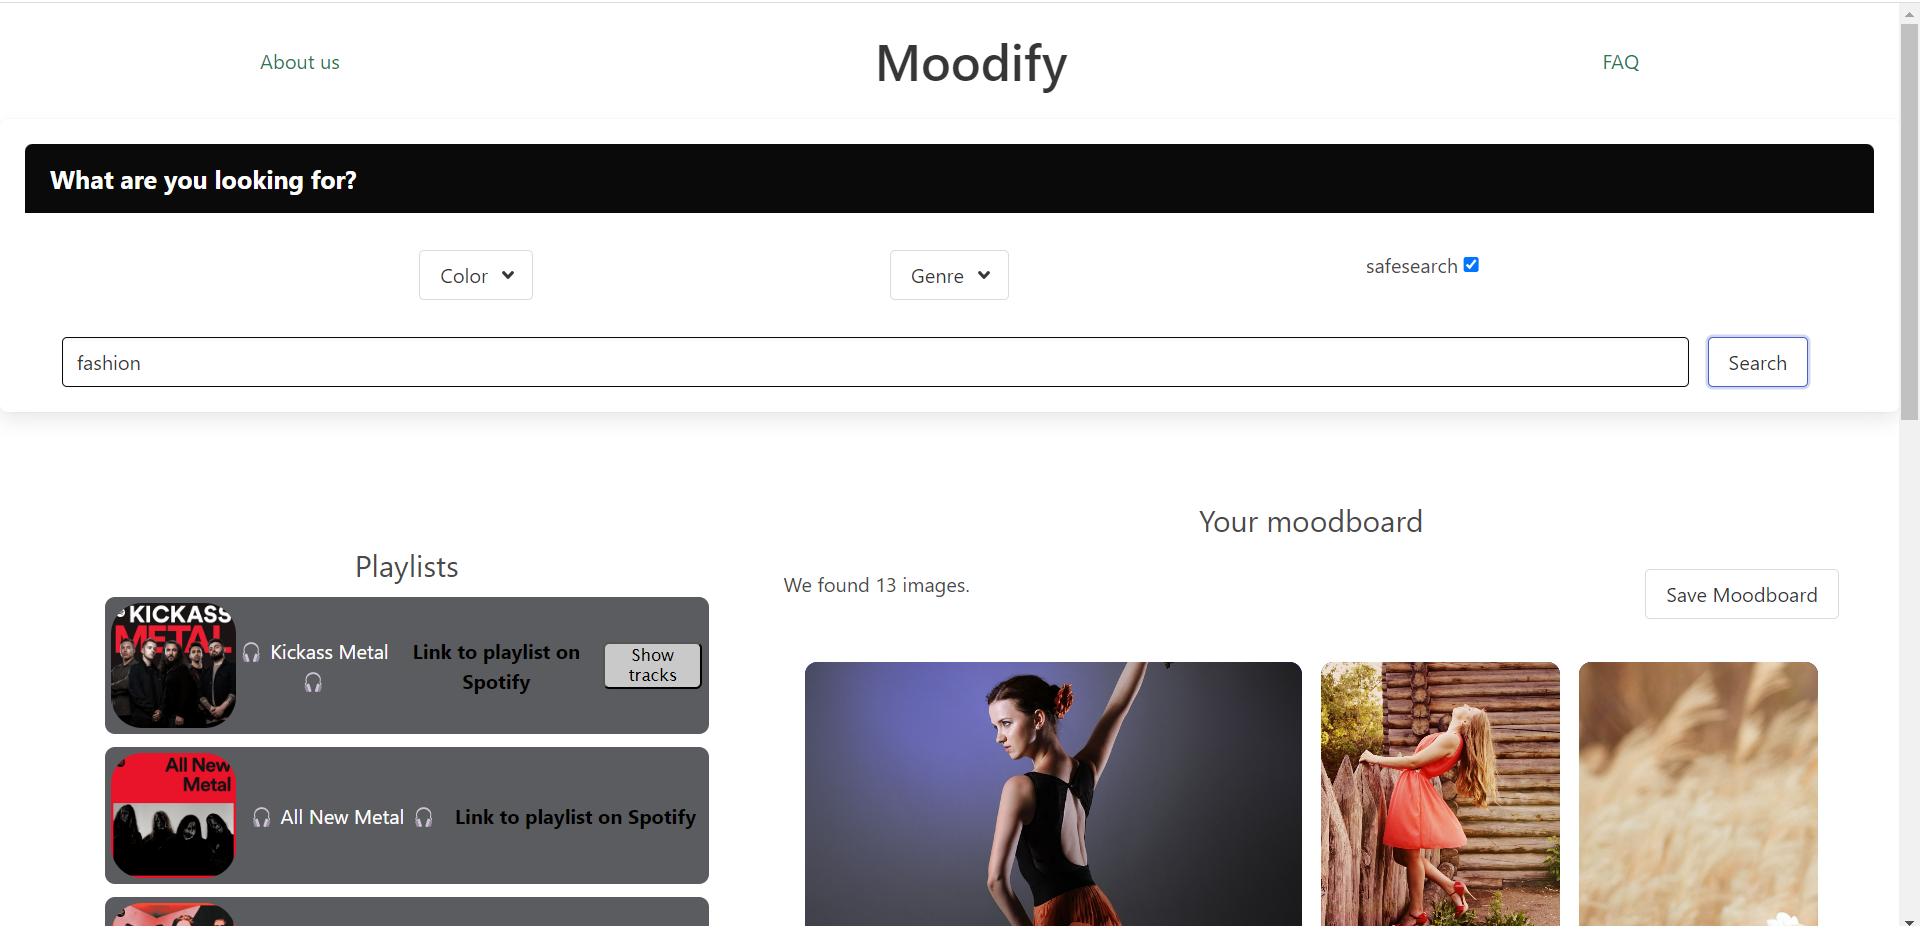 About us
Moodify
FAQ
What are you looking for?
Color
Genre
safesearch
fashion
Search
Your moodboard
Playlists
We found 13 images.
Save Moodboard
KICKASS
METAL
Kickass Metal
Link to playlist on
Spotify
Show
tracks
All New
Metal
All New Metal
Link to playlist on Spotify